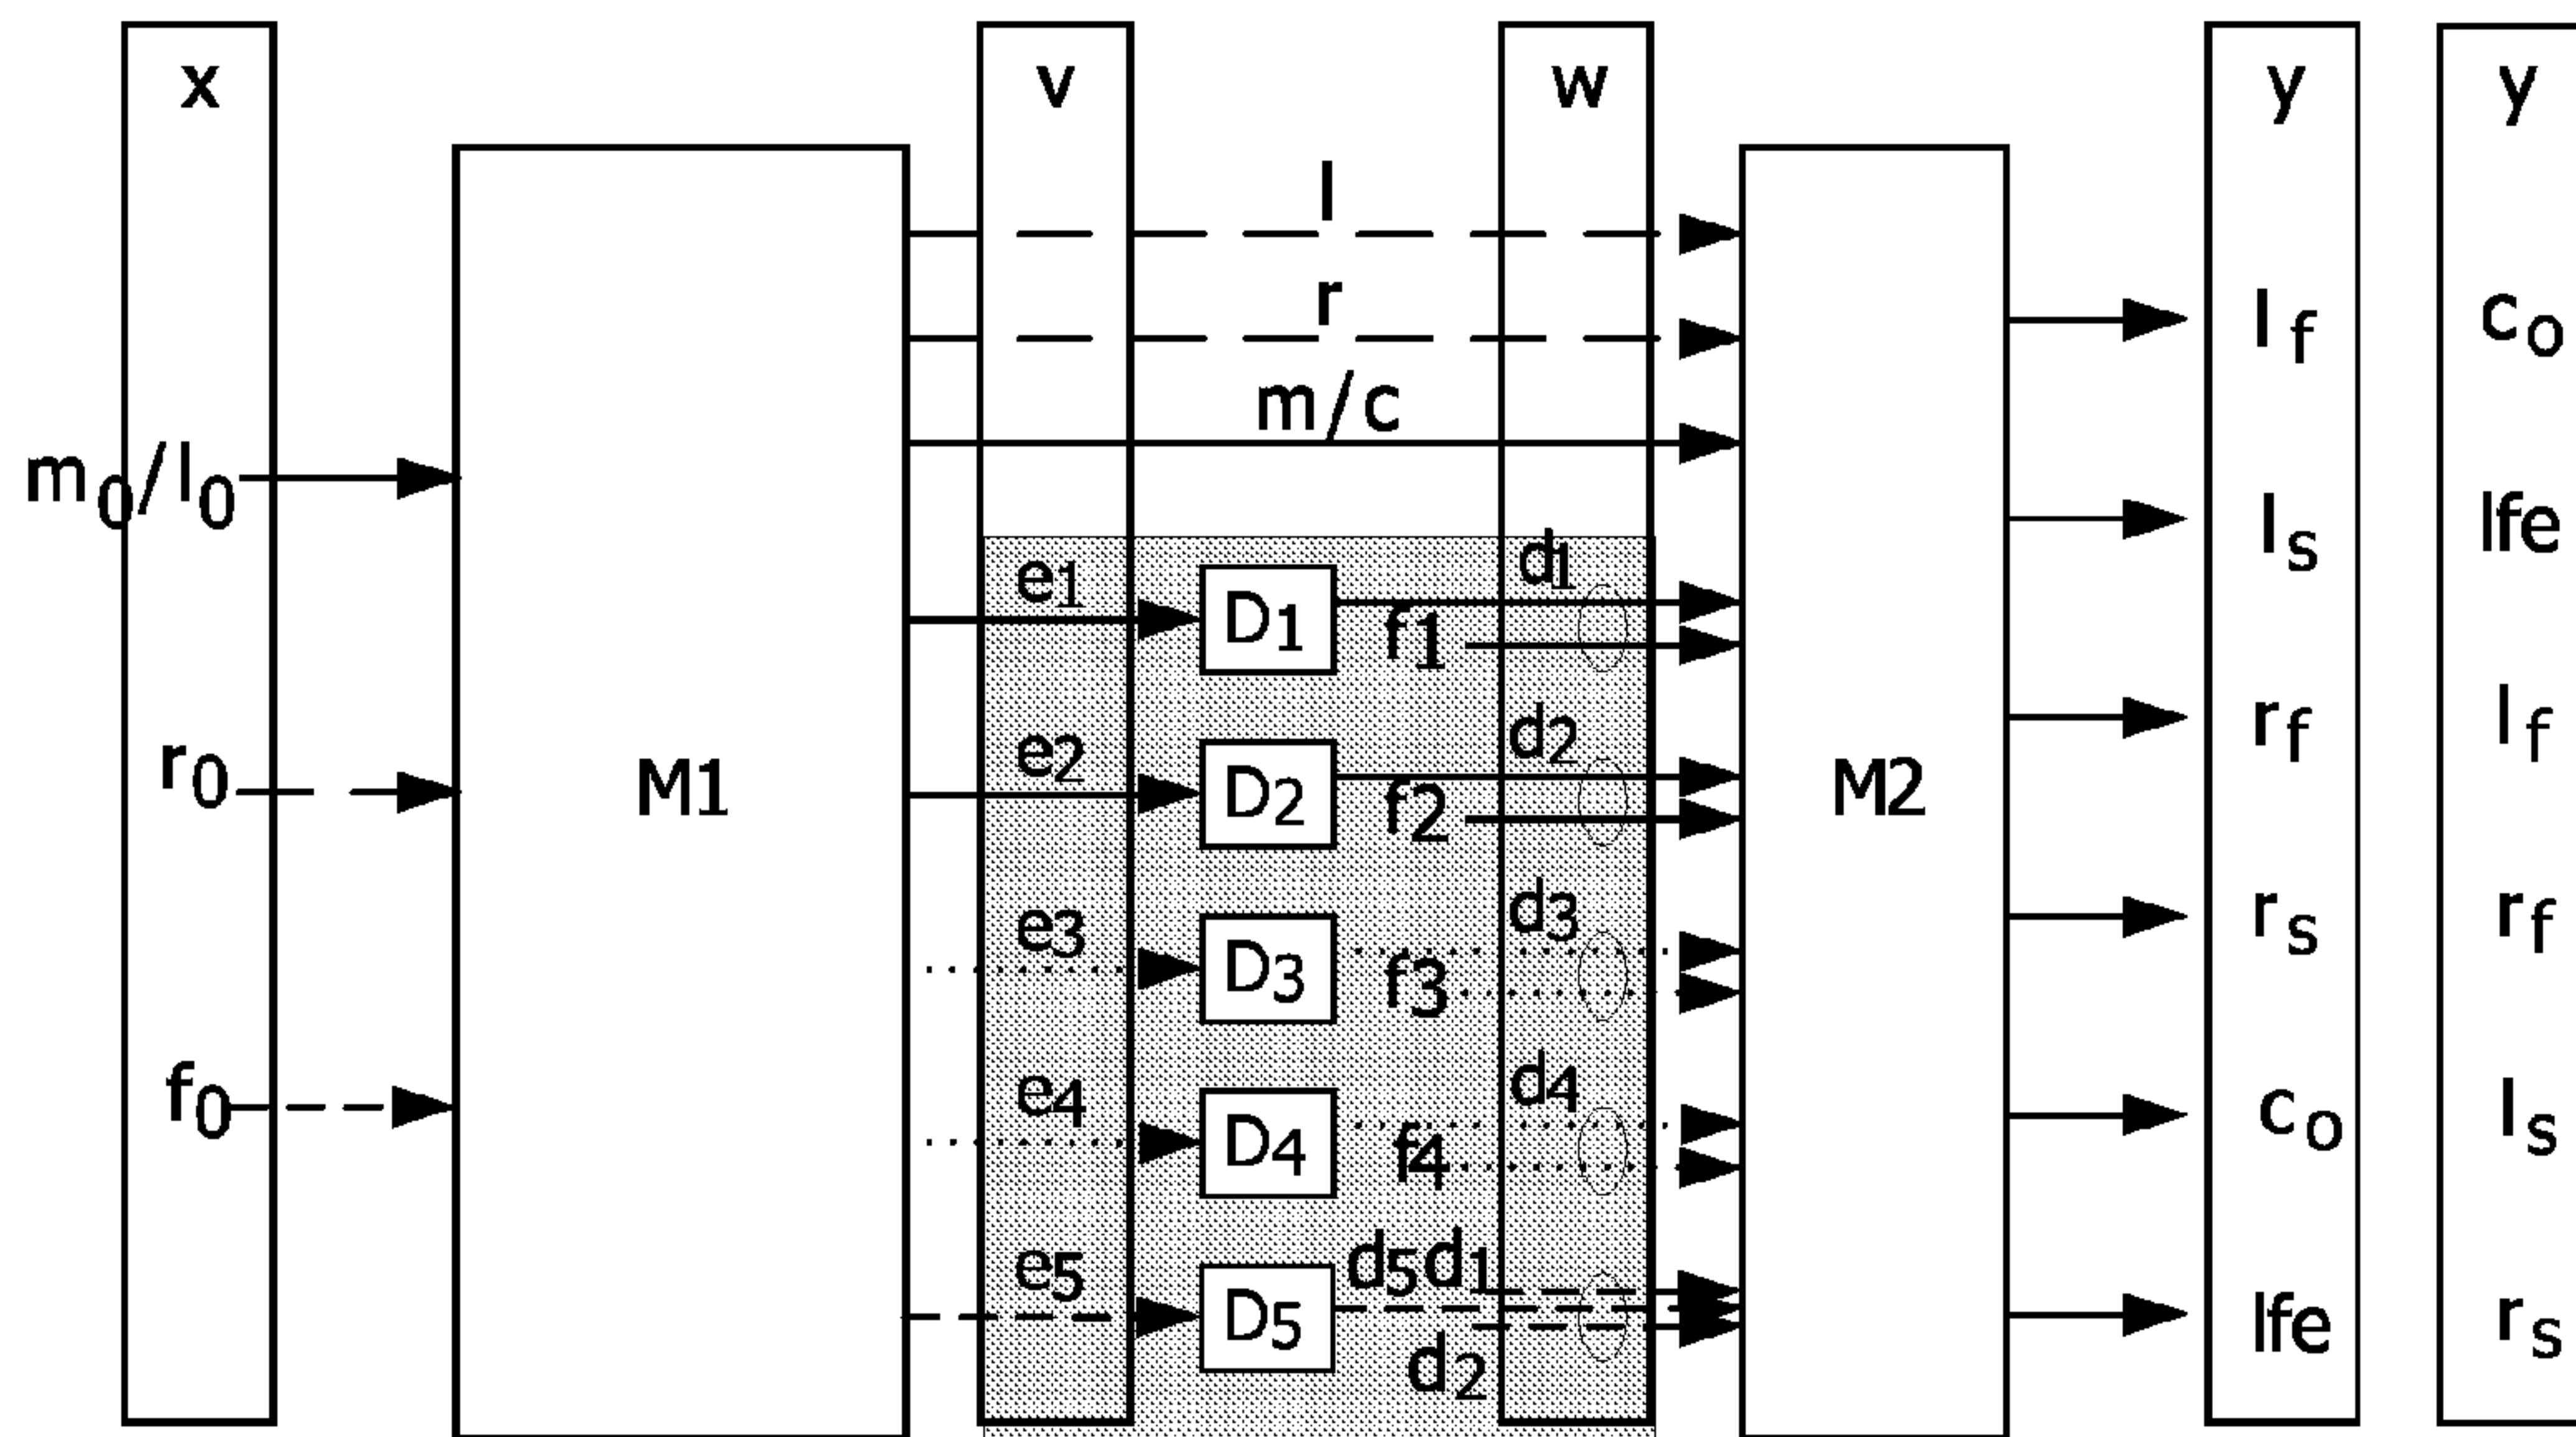 x
v
w
y
y
l
r
m/c
m0/l0
r0
f0
M1
e1
D1
d1
f1
e2
D2
d2
f2
e3
D3
d3
f3
e4
D4
d4
f4
e5
D5
d5d1
d2
M2
lf
ls
rf
rs
co
lfe
co
lfe
lf
rf
ls
rs